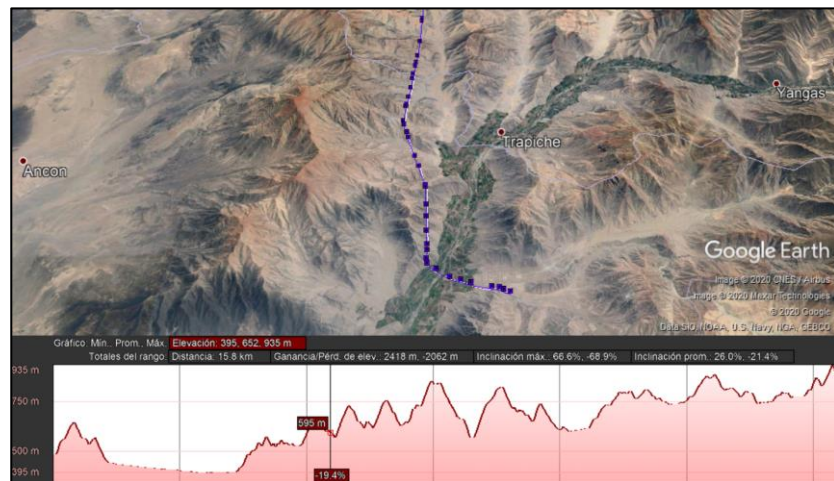 Yangas
Trapiche
Ancon
Google Earth
Image © 2020 CNES / Airbus
Image © 2020 Maxar Technologies
© 2020 Google
Data SIO, NOAA, U.S. Navy, NGA, GEBCO
Gráfico. Mín., Prom., Máx. Elevación: 395, 652, 935 m
Totales del rango: Distancia: 15.8 km Ganancia/Pérd. de elev.: 2418 m, -2062 m Inclinación máx.: 66.6%, -68.9% Inclinación prom.: 26.0%, -21.4%
935 m
750 m
595 m
500 m
395 m
-19.4%